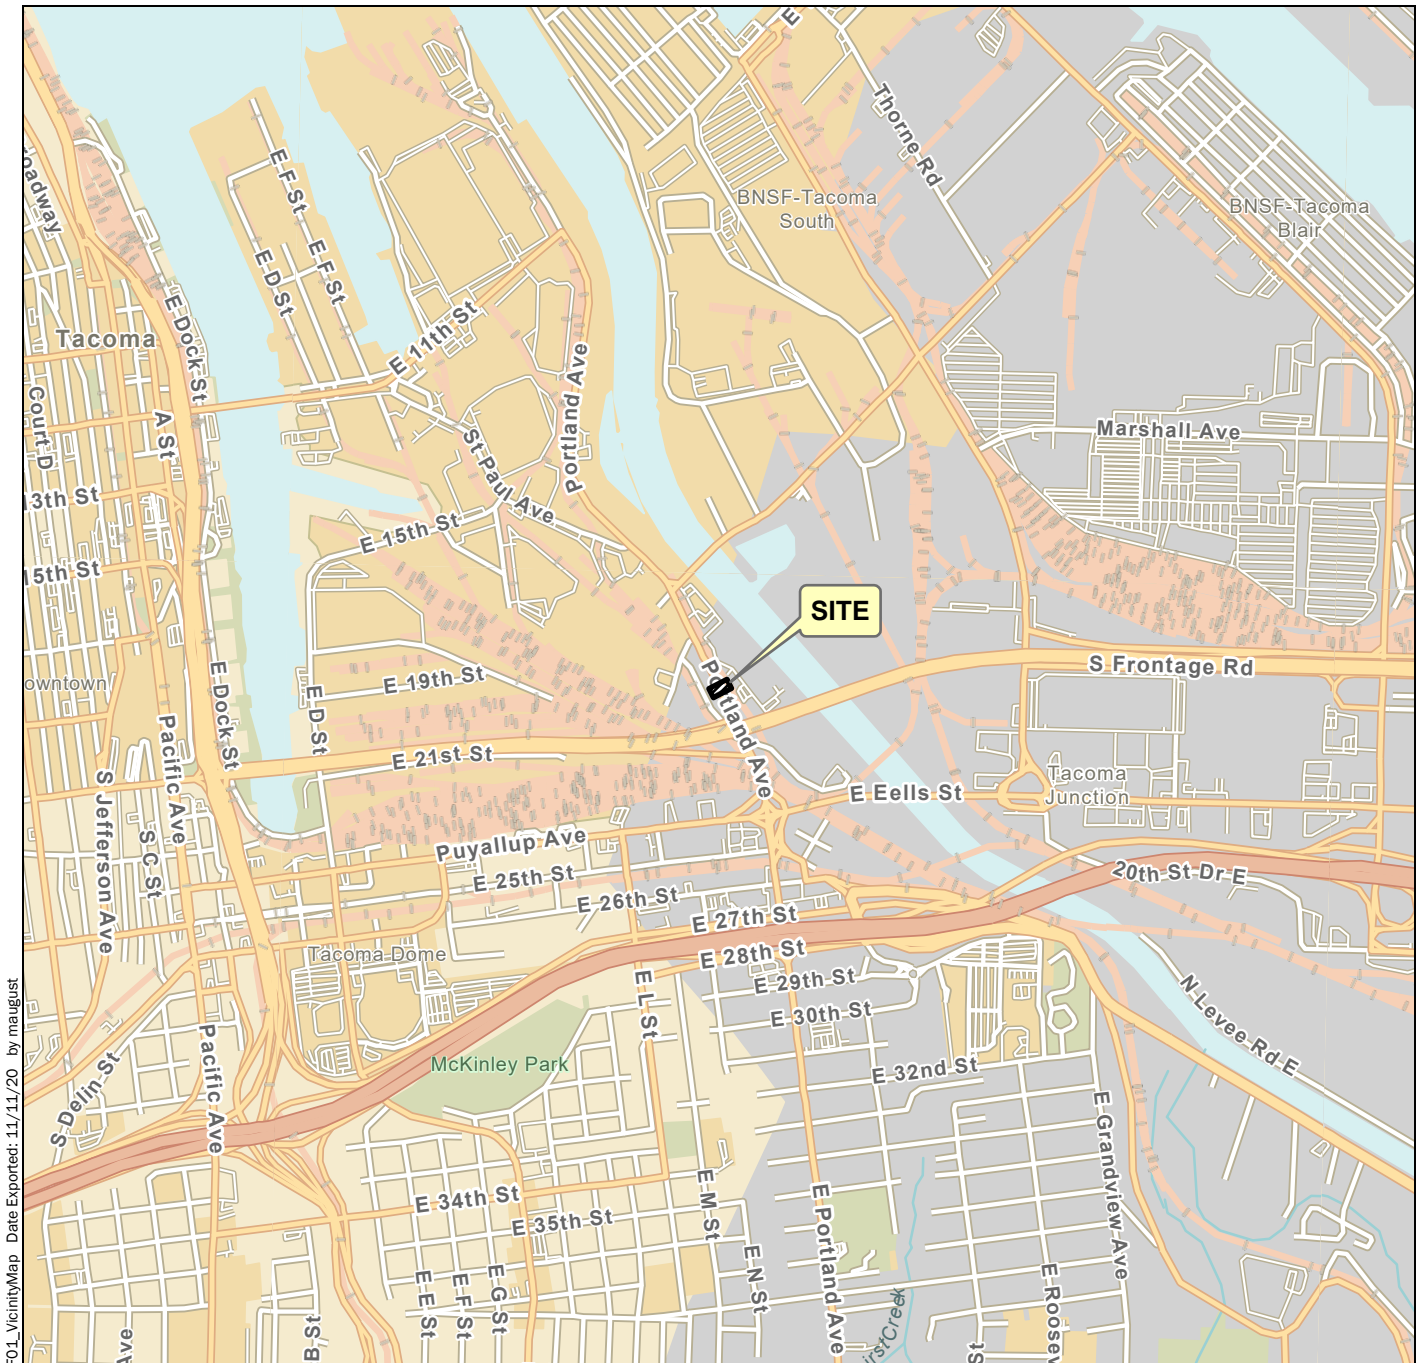 E
Thorne Rd
BNSF-Tacoma
South
BNSF-Tacoma
Blair
E F St
E F St
E D St
E Dock St
Tacoma
E 11th St
Portland Ave
Court D
A St
St Paul Ave
Marshall Ave
13th St
E 15th St
15th St
SITE
S Frontage Rd
E 19th St
Portland Ave
E D St
E Dock St
Pacific Ave
E 21st St
S Jefferson Ave
S C St
E Eells St
Tacoma
Junction
Puyallup Ave
E 25th St
E 26th St
E 27th St
20th St Dr E
E 28th St
Tacoma Dome
E 29th St
E L St
E 30th St
N Levee Rd E
McKinley Park
E 32nd St
S Delin St
Pacific Ave
E Grandview Ave
E 34th St
E 35th St
E M St
E Portland Ave
E N St
E E St
E F St
E G St
B St
Ave
St
F01_VicinityMap Date Exported: 11/11/20 by maugust